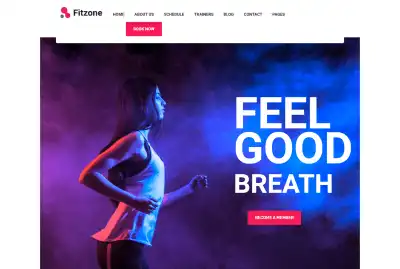 Fitzone
HOME ABOUT US SCHEDULE TRAINERS BLOG CONTACT PAGES
BOOK NOW
FEEL
GOOD
BREATH
BECOME A MEMBER